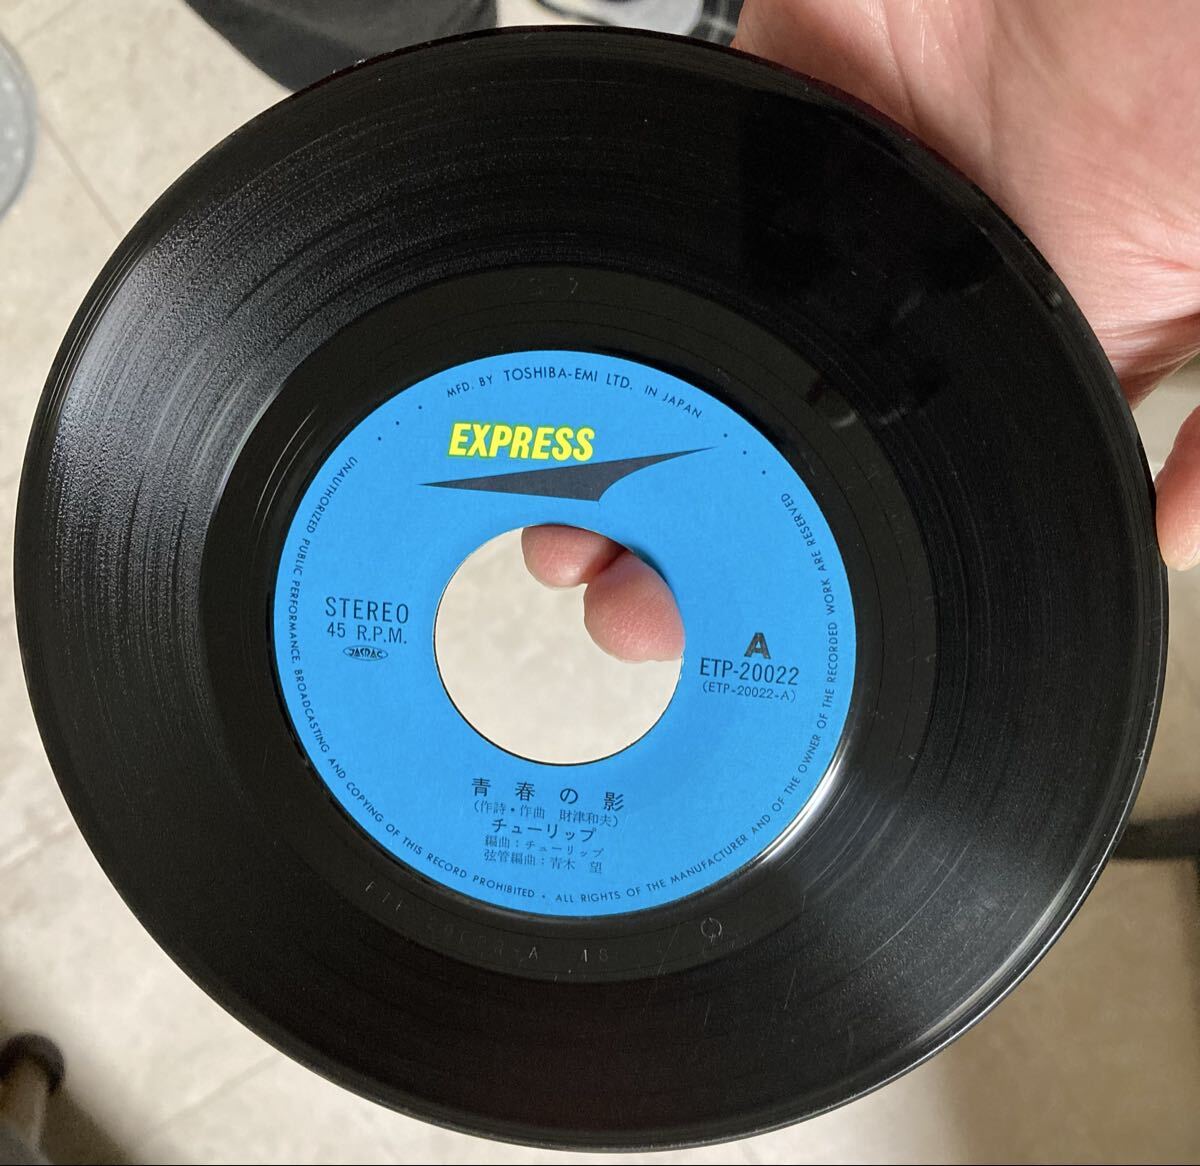 MFD. BY TOSHIBA-EMI LTD. IN JAPAN
EXPRESS
STEREO
45 R.P.M.
JASRAC
A
ETP-20022
(ETP-20022-A)
青春の影
(作詩・作曲 財津和夫)
チューリップ
編曲:チューリップ
弦管編曲:青木 望
UNAUTHORIZED PUBLIC PERFORMANCE, BROADCASTING AND COPYING OF THIS RECORD PROHIBITED • ALL RIGHTS OF THE MANUFACTURER AND OF THE OWNER OF THE RECORDED WORK ARE RESERVED